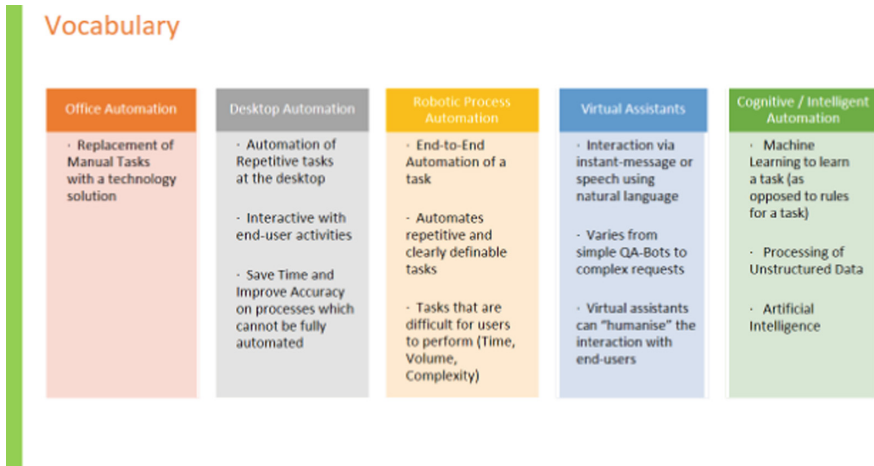 Vocabulary
Office Automation
· Replacement of
Manual Tasks
with a technology
solution
Desktop Automation
· Automation of
Repetitive tasks
at the desktop
· Interactive with
end-user activities
· Save Time and
Improve Accuracy
on processes which
cannot be fully
automated
Robotic Process
Automation
· End-to-End
Automation of a
task
· Automates
repetitive and
clearly definable
tasks
· Tasks that are
difficult for users
to perform (Time,
Volume,
Complexity)
Virtual Assistants
· Interaction via
instant-message or
speech using
natural language
· Varies from
simple QA-Bots to
complex requests
· Virtual assistants
can “humanise” the
interaction with
end-users
Cognitive / Intelligent
Automation
· Machine
Learning to learn
a task (as
opposed to rules
for a task)
· Processing of
Unstructured Data
· Artificial
Intelligence